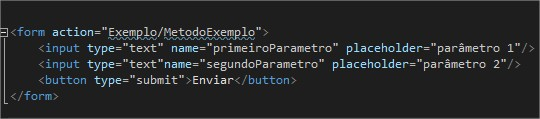 <form action="Exemplo/MetodoExemplo">
<input type="text" name="primeiroParametro" placeholder="parâmetro 1"/>
<input type="text"name="segundoParametro" placeholder="parâmetro 2"/>
<button type="submit">Enviar</button>
</form>